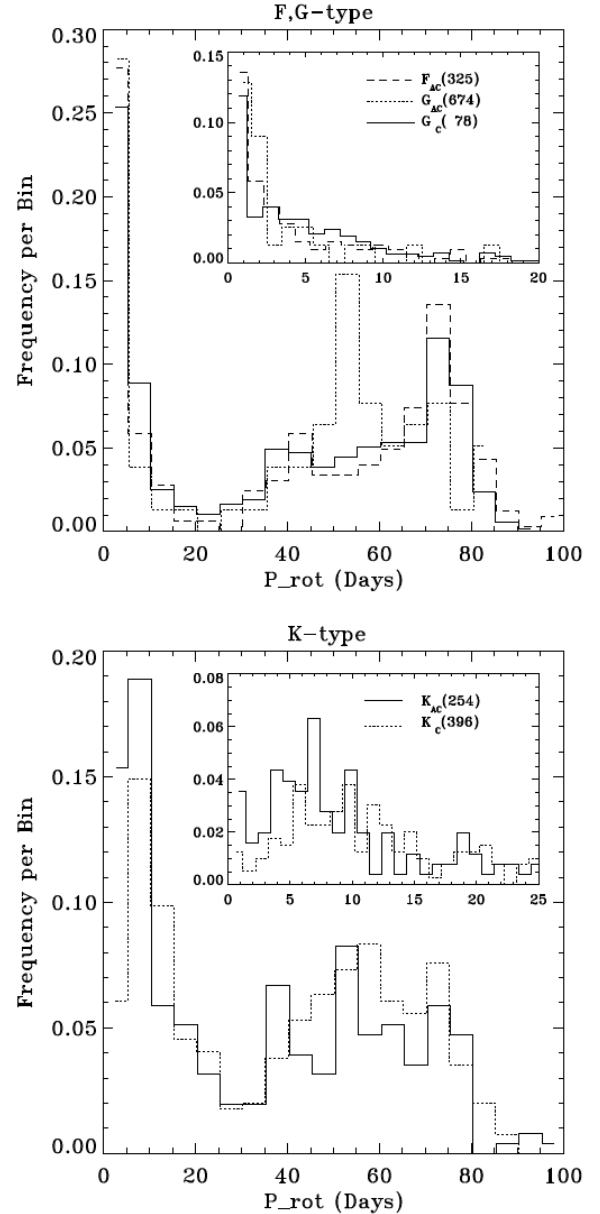 F,G−type
0.30
0.25
0.20
0.15
0.10
0.05
0.00
Frequency per Bin
0.15
0.10
0.05
0.00
F_AC(325)
G_AC(674)
G_C( 78)
0 5 10 15 20
0 20 40 60 80 100
P_rot (Days)
K−type
0.20
0.15
0.10
0.05
0.00
Frequency per Bin
0.08
0.06
0.04
0.02
0.00
K_AC(254)
K_C(396)
0 5 10 15 20 25
0 20 40 60 80 100
P_rot (Days)